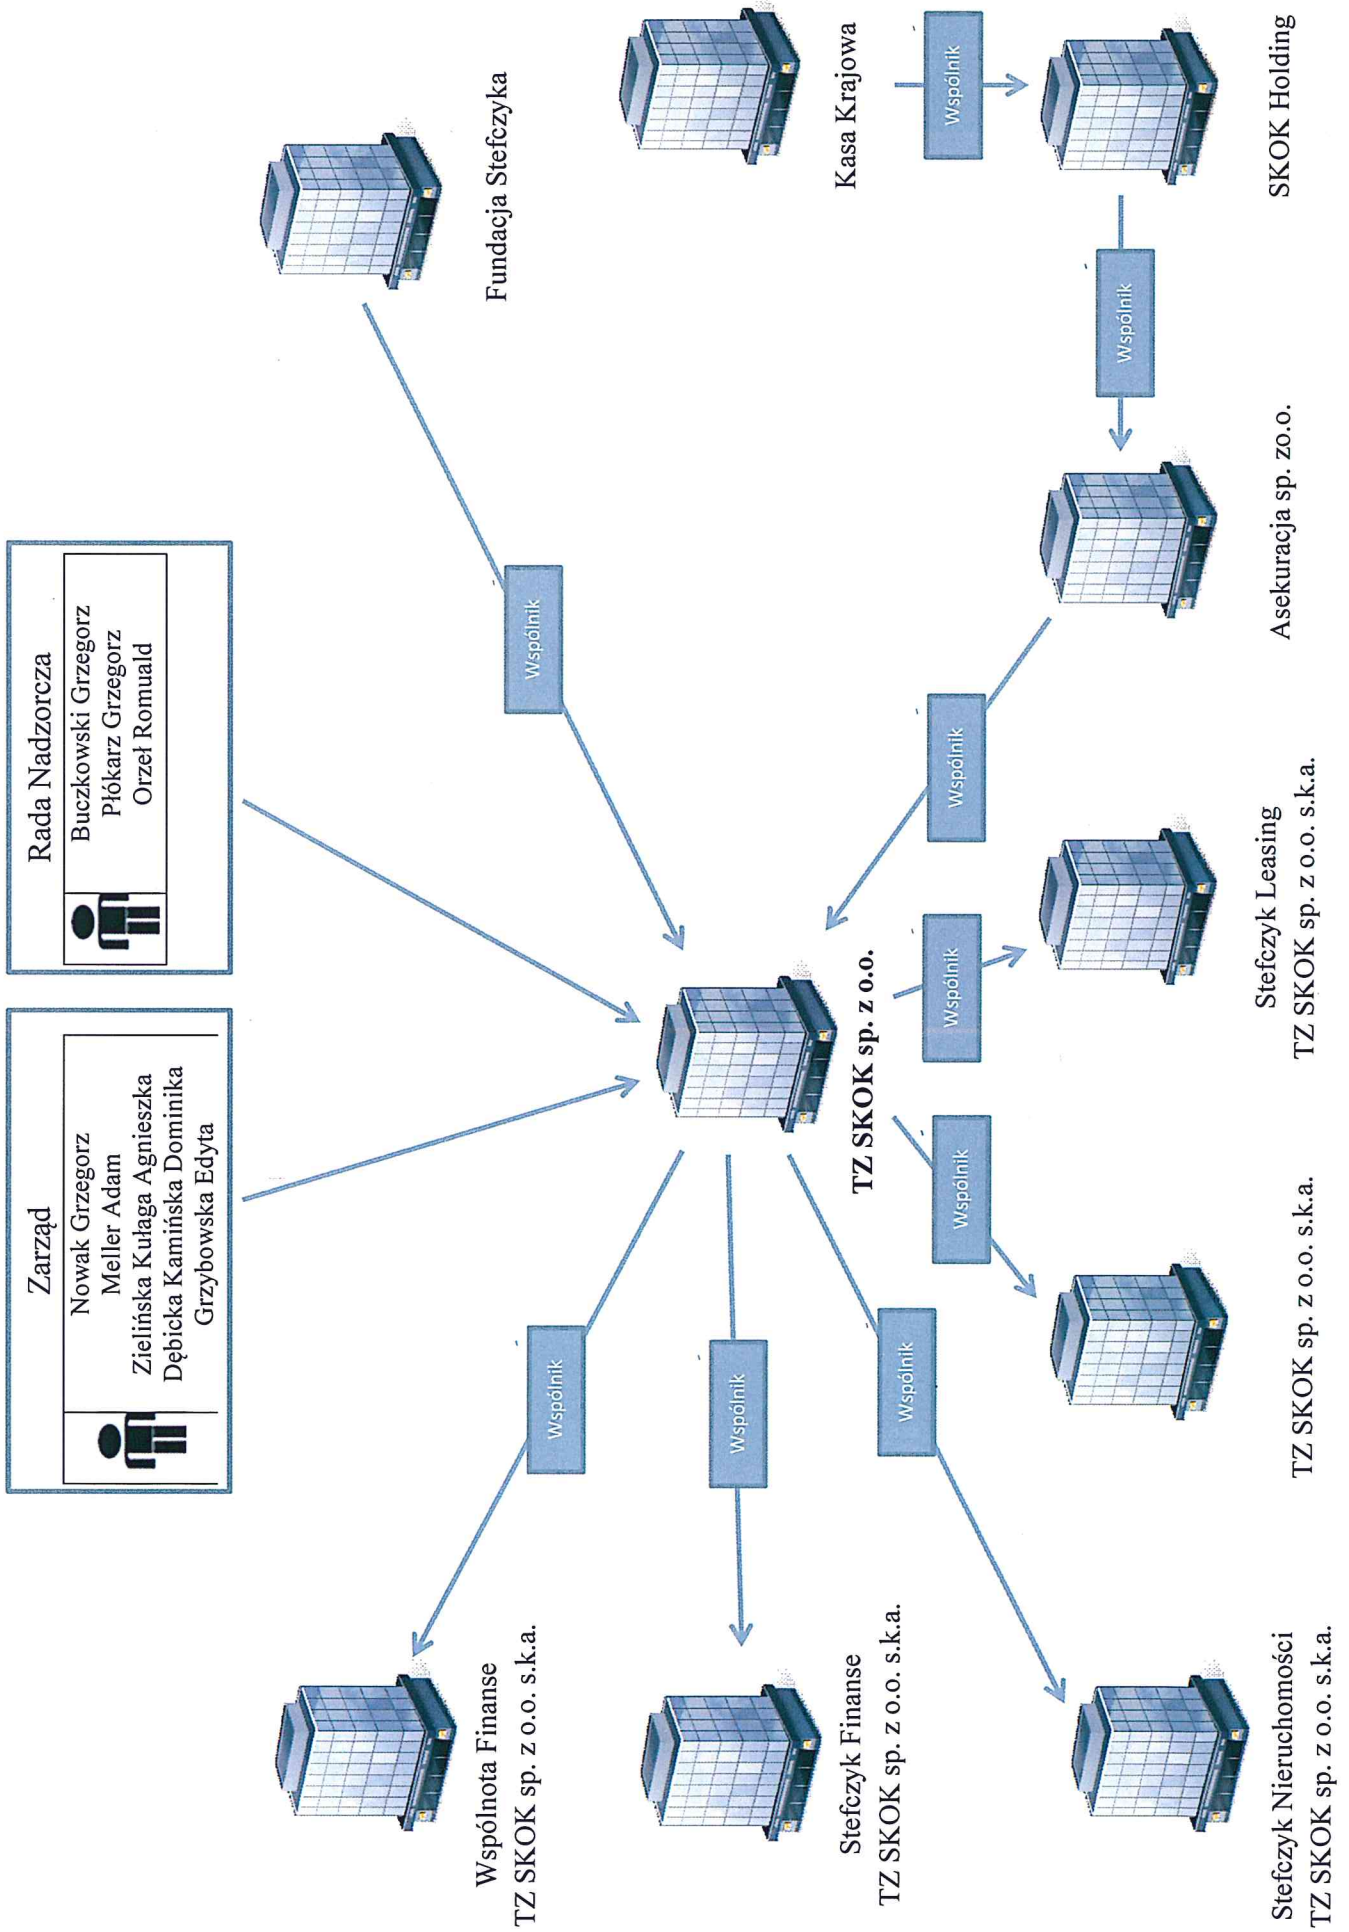 Zarząd
Nowak Grzegorz
Meller Adam
Zielińska Kułaga Agnieszka
Dębicka Kamińska Dominika
Grzybowska Edyta
Rada Nadzorcza
Buczkowski Grzegorz
Płókarz Grzegorz
Orzeł Romuald
Fundacja Stefczyka
Wspólnik
Wspólnik
Wspólnota Finanse
TZ SKOK sp. z o.o. s.k.a.
Wspólnik
Stefczyk Finanse
TZ SKOK sp. z o.o. s.k.a.
TZ SKOK sp. z o.o.
Kasa Krajowa
Wspólnik
Wspólnik
Wspólnik
Wspólnik
Wspólnik
Wspólnik
Stefczyk Nieruchomości
TZ SKOK sp. z o.o. s.k.a.
TZ SKOK sp. z o.o. s.k.a.
Stefczyk Leasing
TZ SKOK sp. z o.o. s.k.a.
Asekuracja sp. zo.o.
SKOK Holding